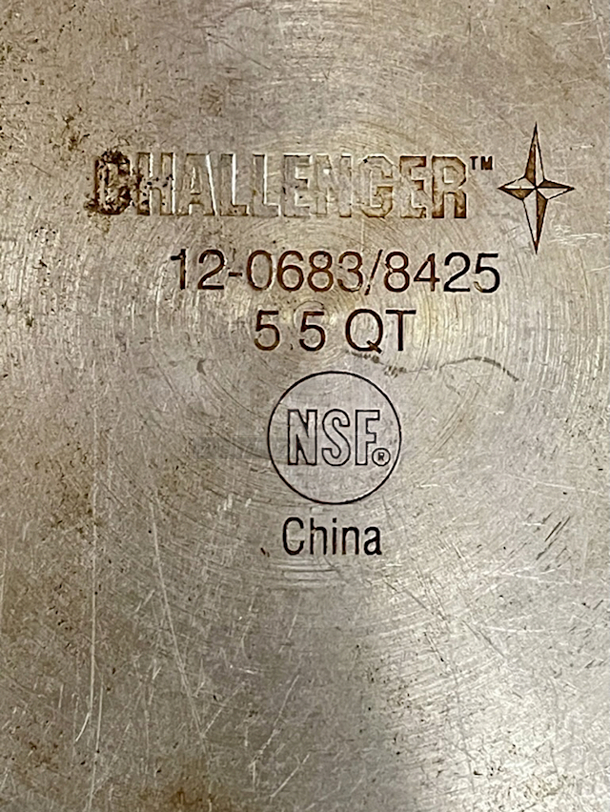 CHALLENGER™
12-0683/8425
5.5 QT
NSF®
China